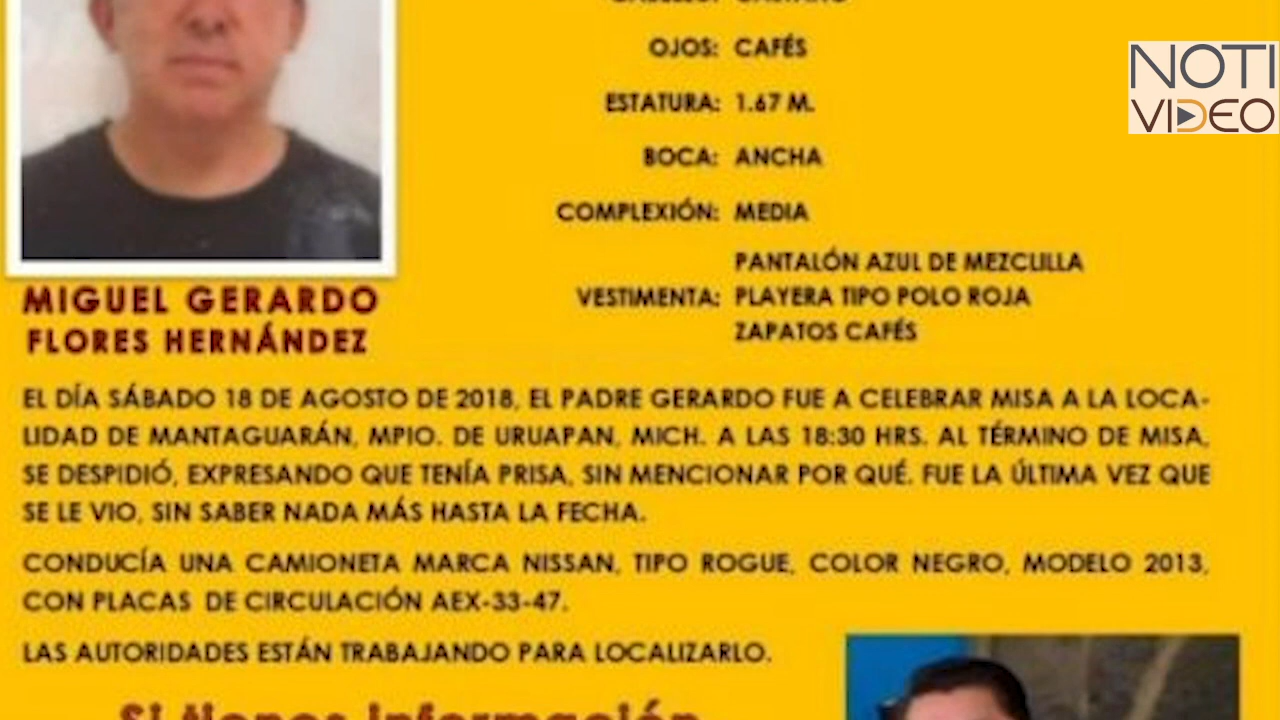 OJOS: CAFÉS
NOTI
VIDEO
ESTATURA: 1.67 M.
BOCA: ANCHA
COMPLEXIÓN: MEDIA
PANTALÓN AZUL DE MEZCLILLA
VESTIMENTA: PLAYERA TIPO POLO ROJA
ZAPATOS CAFÉS
MIGUEL GERARDO
FLORES HERNÁNDEZ
EL DÍA SÁBADO 18 DE AGOSTO DE 2018, EL PADRE GERARDO FUE A CELEBRAR MISA A LA LOCA-
LIDAD DE MANTAGUARÁN, MPIO. DE URUAPAN, MICH. A LAS 18:30 HRS. AL TÉRMINO DE MISA,
SE DESPIDIÓ, EXPRESANDO QUE TENÍA PRISA, SIN MENCIONAR POR QUÉ. FUE LA ÚLTIMA VEZ QUE
SE LE VIO, SIN SABER NADA MÁS HASTA LA FECHA.
CONDUCÍA UNA CAMIONETA MARCA NISSAN, TIPO ROGUE, COLOR NEGRO, MODELO 2013,
CON PLACAS DE CIRCULACIÓN AEX-33-47.
LAS AUTORIDADES ESTÁN TRABAJANDO PARA LOCALIZARLO.
Si tienes información